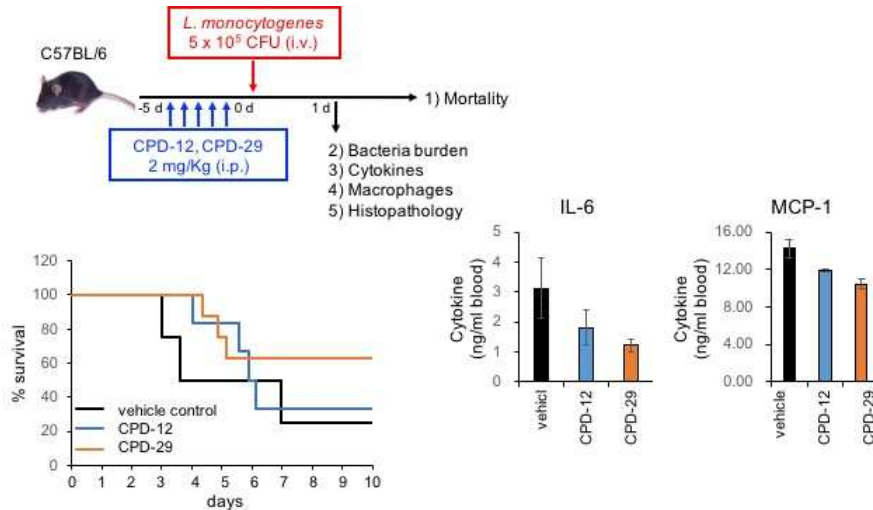 L. monocytogenes
5 x 10⁵ CFU (i.v.)
C57BL/6
-5 d
0 d
1 d
1) Mortality
CPD-12, CPD-29
2 mg/Kg (i.p.)
2) Bacteria burden
3) Cytokines
4) Macrophages
5) Histopathology
% survival
120
100
80
60
40
20
0
vehicle control
CPD-12
CPD-29
0 1 2 3 4 5 6 7 8 9 10
days
IL-6
Cytokine
(ng/ml blood)
5
4
3
2
1
0
vehicl
CPD-12
CPD-29
MCP-1
Cytokine
(ng/ml blood)
16.00
12.00
8.00
4.00
0.00
vehicle
CPD-12
CPD-29